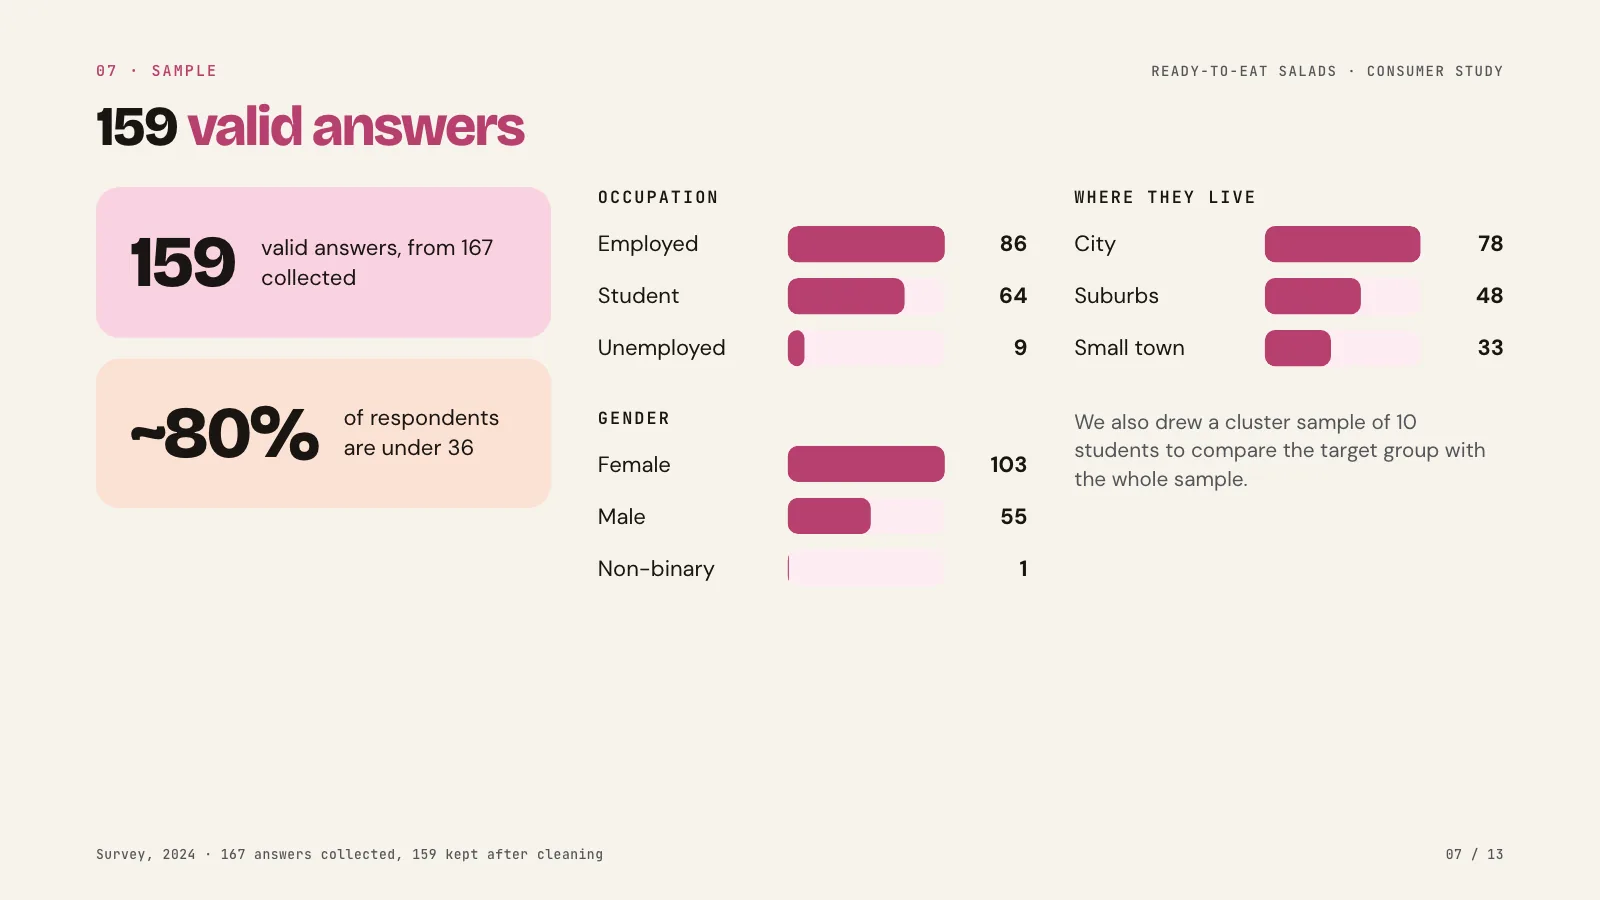 07 · SAMPLE
READY-TO-EAT SALADS · CONSUMER STUDY
159 valid answers
159
valid answers, from 167
collected
~80%
of respondents
are under 36
OCCUPATION
Employed 86
Student 64
Unemployed 9
GENDER
Female 103
Male 55
Non-binary 1
WHERE THEY LIVE
City 78
Suburbs 48
Small town 33
We also drew a cluster sample of 10
students to compare the target group with
the whole sample.
Survey, 2024 · 167 answers collected, 159 kept after cleaning
07 / 13